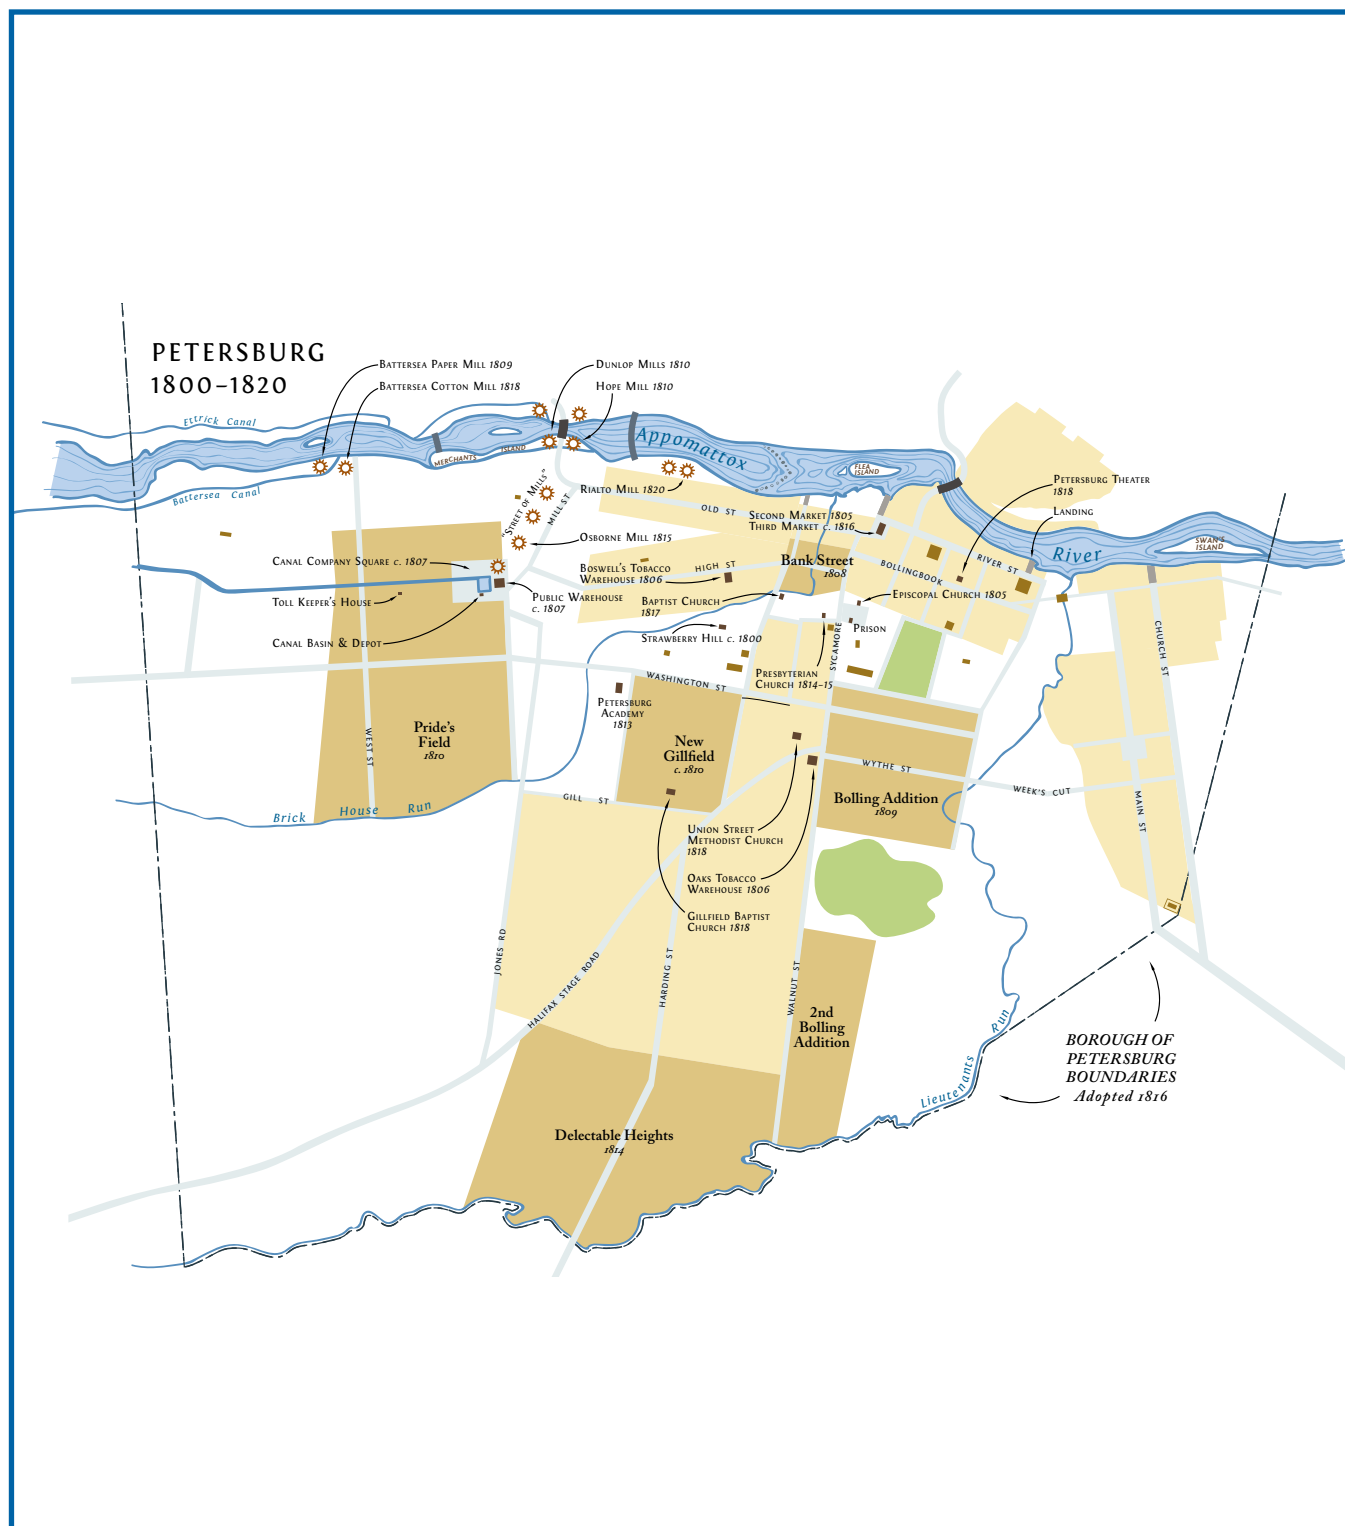 PETERSBURG
1800–1820
Battersea Paper Mill 1809
Battersea Cotton Mill 1818
Dunlop Mills 1810
Hope Mill 1810
Ettrick Canal
Battersea Canal
Merchants
Island
Appomattox
Flea
Island
River
Swan's
Island
Petersburg Theater
1818
Landing
"Street of Mills"
MILL ST
Rialto Mill 1820
OLD ST
Second Market 1805
Third Market c. 1816
Osborne Mill 1815
Canal Company Square c. 1807
Boswell's Tobacco
Warehouse 1806
HIGH ST
Bank Street
1808
BOLLINGBOOK
RIVER ST
Toll Keeper's House
Public Warehouse
c. 1807
Baptist Church
1817
Episcopal Church 1805
Canal Basin & Depot
Strawberry Hill c. 1800
SYCAMORE
Prison
CHURCH ST
WASHINGTON ST
Presbyterian
Church 1814–15
Petersburg
Academy
1813
WEST ST
Pride's
Field
1810
New
Gillfield
c. 1810
WYTHE ST
Bolling Addition
1809
WEEK'S CUT
MAIN ST
Brick House Run
GILL ST
Union Street
Methodist Church
1818
Oaks Tobacco
Warehouse 1806
Gillfield Baptist
Church 1818
JONES RD
HALIFAX STAGE ROAD
HARDING ST
WALNUT ST
2nd
Bolling
Addition
Lieutenants Run
BOROUGH OF
PETERSBURG
BOUNDARIES
Adopted 1816
Delectable Heights
1814